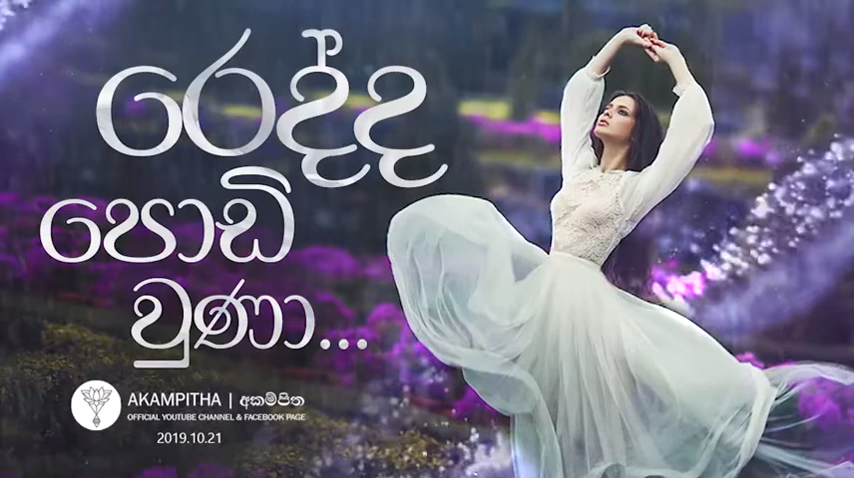 රෙද්ද
පොඩි
වුණා...
AKAMPITHA | අකම්පිත
OFFICIAL YOUTUBE CHANNEL & FACEBOOK PAGE
2019.10.21